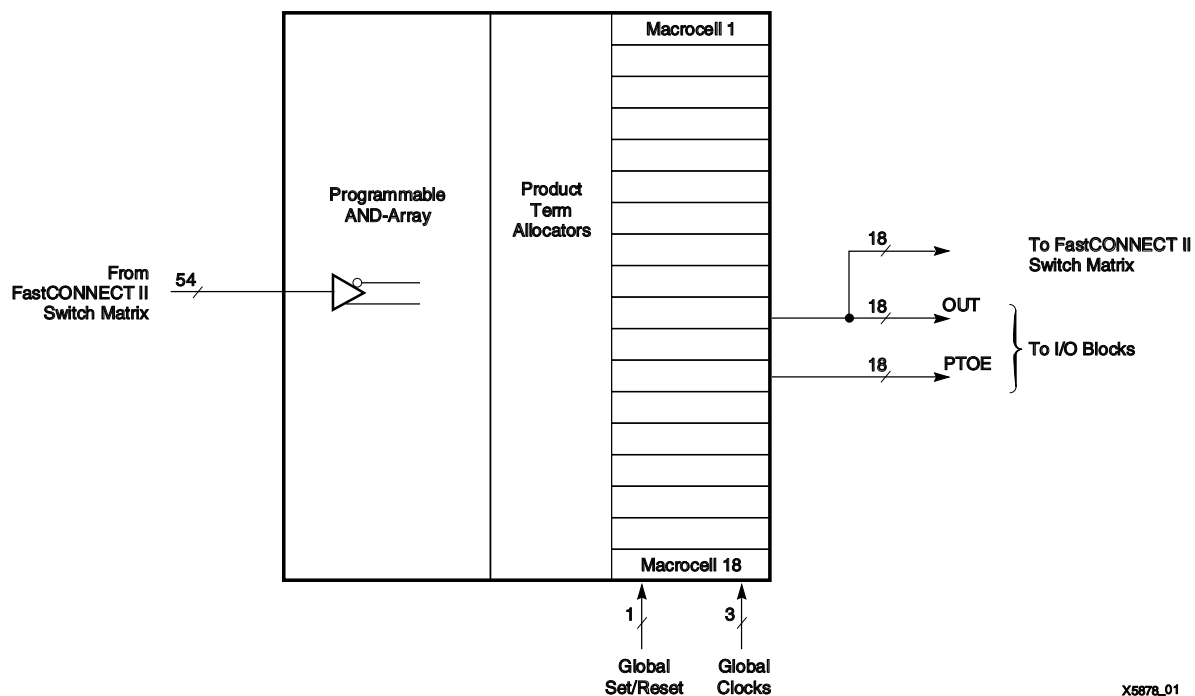 Macrocell 1
Programmable
AND-Array
Product
Term
Allocators
From
FastCONNECT II
Switch Matrix
54
18
To FastCONNECT II
Switch Matrix
18
OUT
To I/O Blocks
18
PTOE
Macrocell 18
1
3
Global
Set/Reset
Global
Clocks
X5878_01